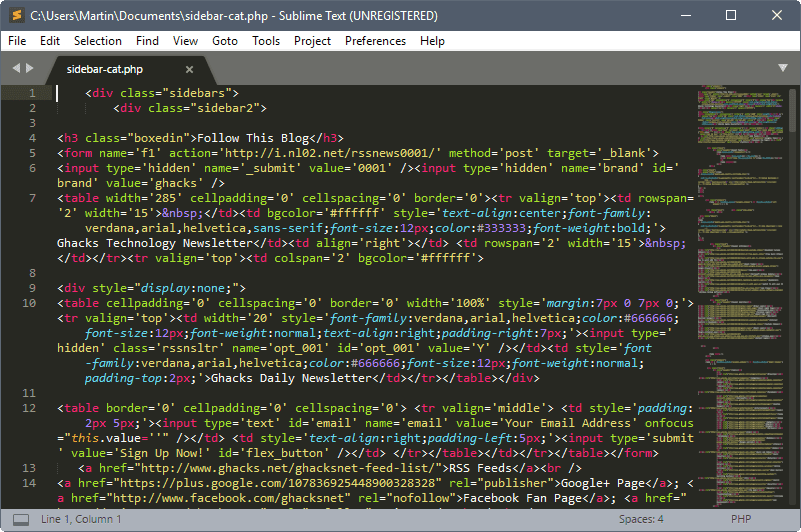 C:\Users\Martin\Documents\sidebar-cat.php - Sublime Text (UNREGISTERED)
File Edit Selection Find View Goto Tools Project Preferences Help
sidebar-cat.php
1 <div class="sidebars">
2 <div class="sidebar2">
3
4 <h3 class="boxedin">Follow This Blog</h3>
5 <form name='f1' action='http://i.nl02.net/rssnews0001/' method='post' target='_blank'>
6 <input type='hidden' name='_submit' value='0001' /><input type='hidden' name='brand' id='
brand' value='ghacks' />
7 <table width='285' cellpadding='0' cellspacing='0' border='0'><tr valign='top'><td rowspan=
'2' width='15'>&nbsp;</td><td bgcolor='#ffffff' style='text-align:center;font-family:
verdana,arial,helvetica,sans-serif;font-size:12px;color:#333333;font-weight:bold;'>
Ghacks Technology Newsletter</td><td align='right'></td> <td rowspan='2' width='15'>&nbsp;
</td></tr><tr valign='top'><td colspan='2' bgcolor='#ffffff'>
8
9 <div style="display:none;">
10 <table cellpadding='0' cellspacing='0' border='0' width='100%' style='margin:7px 0 7px 0;'>
<tr valign='top'><td width='20' style='font-family:verdana,arial,helvetica;color:#666666;
font-size:12px;font-weight:normal;text-align:right;padding-right:7px;'><input type='
hidden' class='rssnsltr' name='opt_001' id='opt_001' value='Y' /></td><td style='font
-family:verdana,arial,helvetica;color:#666666;font-size:12px;font-weight:normal;
padding-top:2px;'>Ghacks Daily Newsletter</td></tr></table></div>
11
12 <table border='0' cellpadding='0' cellspacing='0'> <tr valign='middle'> <td style='padding:
2px 5px;'><input type='text' id='email' name='email' value='Your Email Address' onfocus
="this.value=''" /></td> <td style='text-align:right;padding-left:5px;'><input type='submit
' value='Sign Up Now!' id='flex_button' /></td> </tr></table></td></tr></table></form>
13 <a href="http://www.ghacks.net/ghacksnet-feed-list/">RSS Feeds</a><br />
14 <a href="https://plus.google.com/107836925448900328328" rel="publisher">Google+ Page</a>; <
a href="http://www.facebook.com/ghacksnet" rel="nofollow">Facebook Fan Page</a>; <a href="
Line 1, Column 1 Spaces: 4 PHP